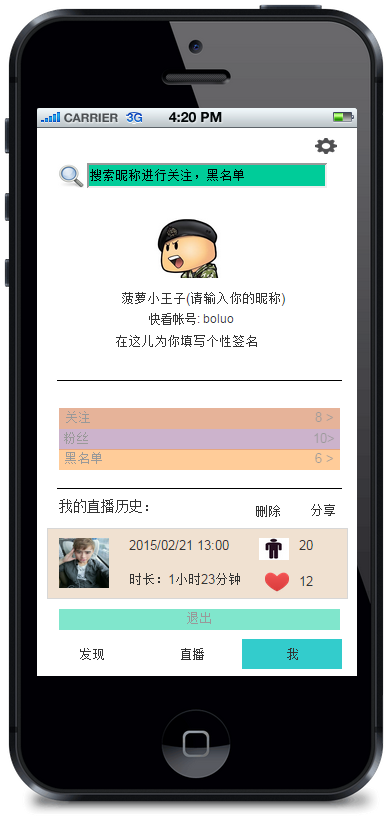 CARRIER 3G 4:20 PM
搜索昵称进行关注，黑名单
菠萝小王子(请输入你的昵称)
快看帐号: boluo
在这儿为你填写个性签名
关注 8 >
粉丝 10>
黑名单 6 >
我的直播历史： 删除 分享
2015/02/21 13:00 20
时长：1小时23分钟 12
退出
发现 直播 我